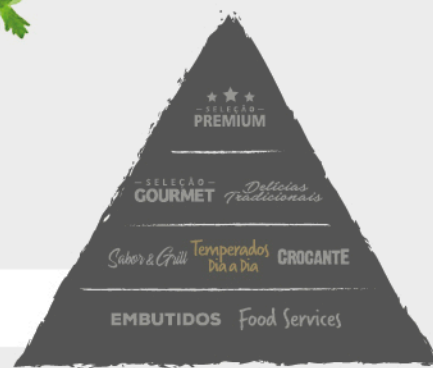 – SELEÇÃO –
PREMIUM
– SELEÇÃO –
GOURMET
Delícias
Tradicionais
Sabor & Grill
Temperados
Dia a Dia
CROCANTE
EMBUTIDOS
Food Services